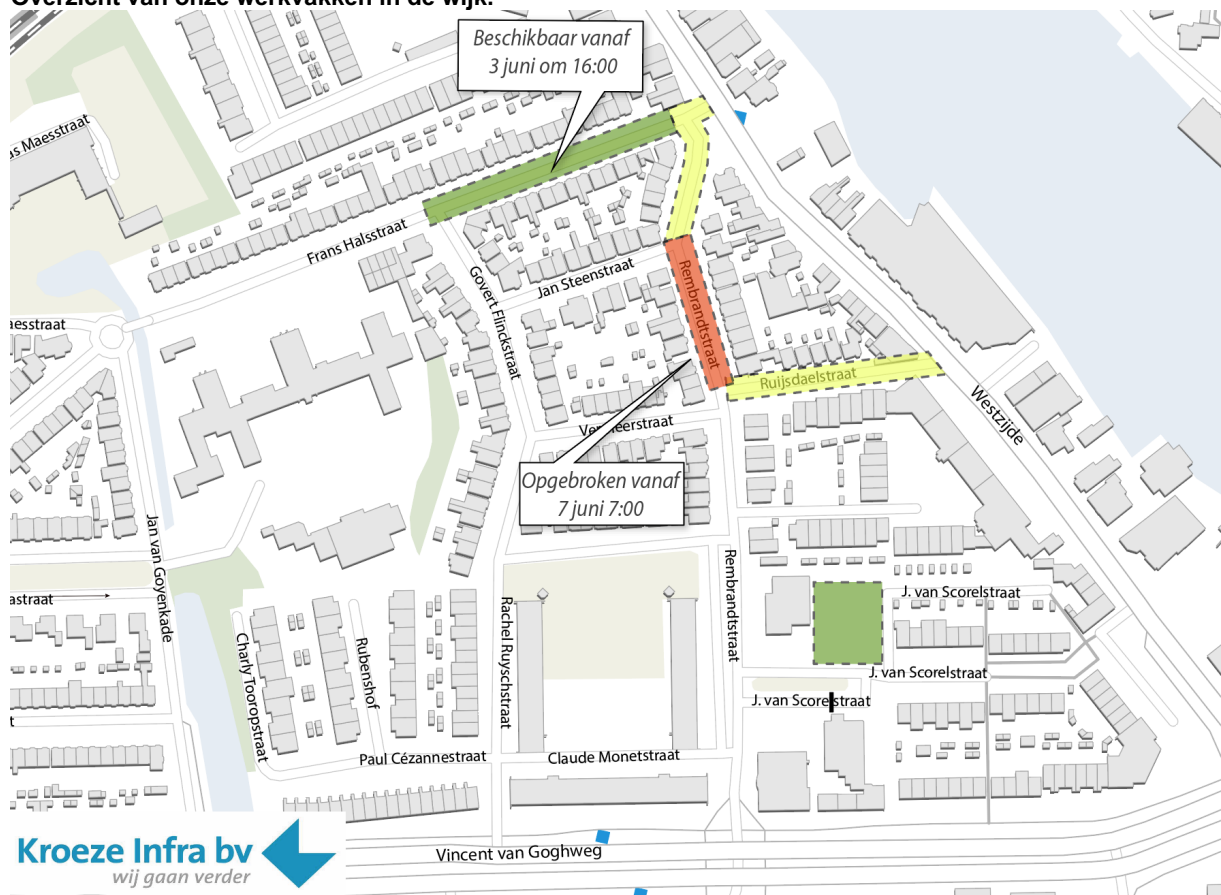 Overzicht van onze werkvakken in de wijk.
Beschikbaar vanaf
3 juni om 16:00
Maesstraat
Frans Halsstraat
Govert Flinckstraat
Jan Steenstraat
Rembrandtstraat
Ruijsdaelstraat
Westzijde
aesstraat
Vermeerstraat
Opgebroken vanaf
7 juni 7:00
Jan van Goyenkade
astraat
Rembrandtstraat
J. van Scorelstraat
J. van Scorelstraat
J. van Scorelstraat
Charly Tooropstraat
Rubenshof
Rachel Ruyschstraat
t
Paul Cézannestraat
Claude Monetstraat
Vincent van Goghweg
Kroeze Infra bv
wij gaan verder